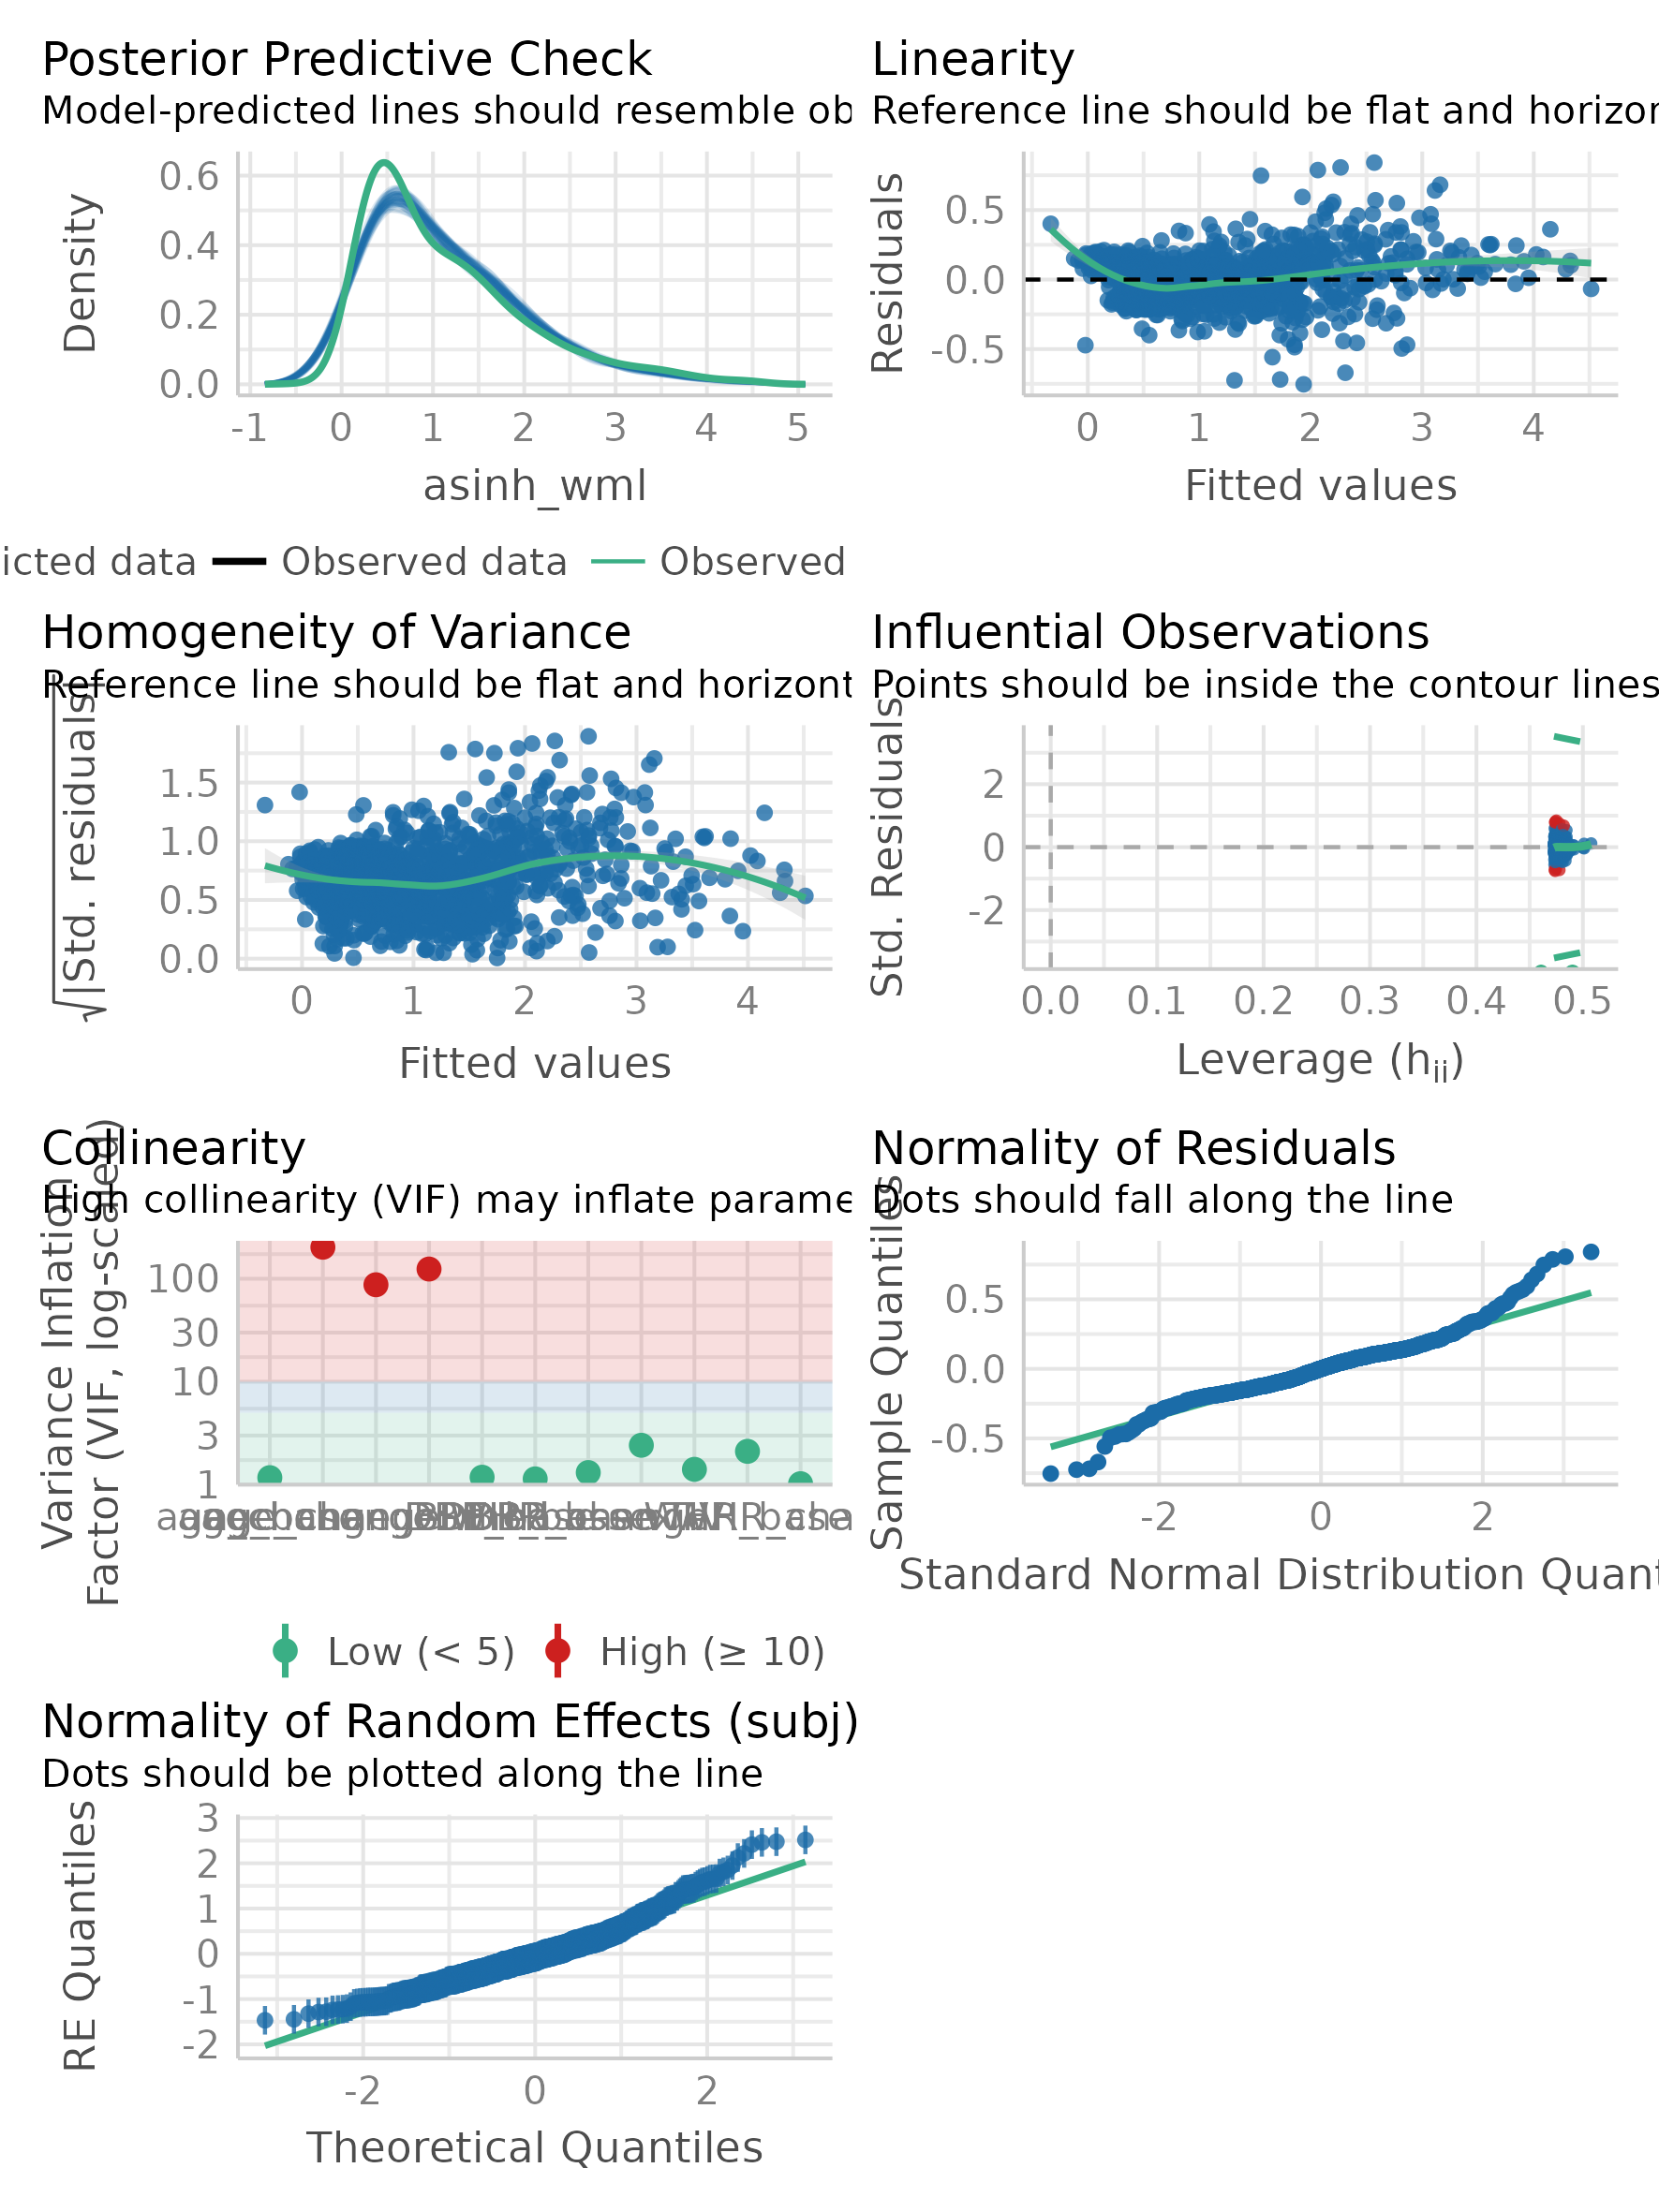 Posterior Predictive Check
Model-predicted lines should resemble ob
Density
0.6
0.4
0.2
0.0
-1 0 1 2 3 4 5
asinh_wml
icted data Observed data Observed
Linearity
Reference line should be flat and horizor
Residuals
0.5
0.0
-0.5
0 1 2 3 4
Fitted values
Homogeneity of Variance
Reference line should be flat and horizont
√|Std. residuals|
1.5
1.0
0.5
0.0
0 1 2 3 4
Fitted values
Influential Observations
Points should be inside the contour lines
Std. Residuals
2
0
-2
0.0 0.1 0.2 0.3 0.4 0.5
Leverage (hii)
Collinearity
High collinearity (VIF) may inflate parame
Variance Inflation
Factor (VIF, log-scaled)
100
30
10
3
1
Low (< 5) High (≥ 10)
Normality of Residuals
Dots should fall along the line
Sample Quantiles
0.5
0.0
-0.5
-2 0 2
Standard Normal Distribution Quant
Normality of Random Effects (subj)
Dots should be plotted along the line
RE Quantiles
3
2
1
0
-1
-2
-2 0 2
Theoretical Quantiles